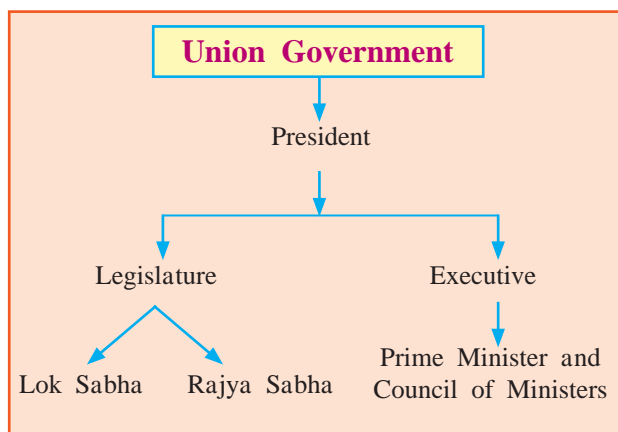 Union Government
President
Legislature
Executive
Lok Sabha
Rajya Sabha
Prime Minister and
Council of Ministers